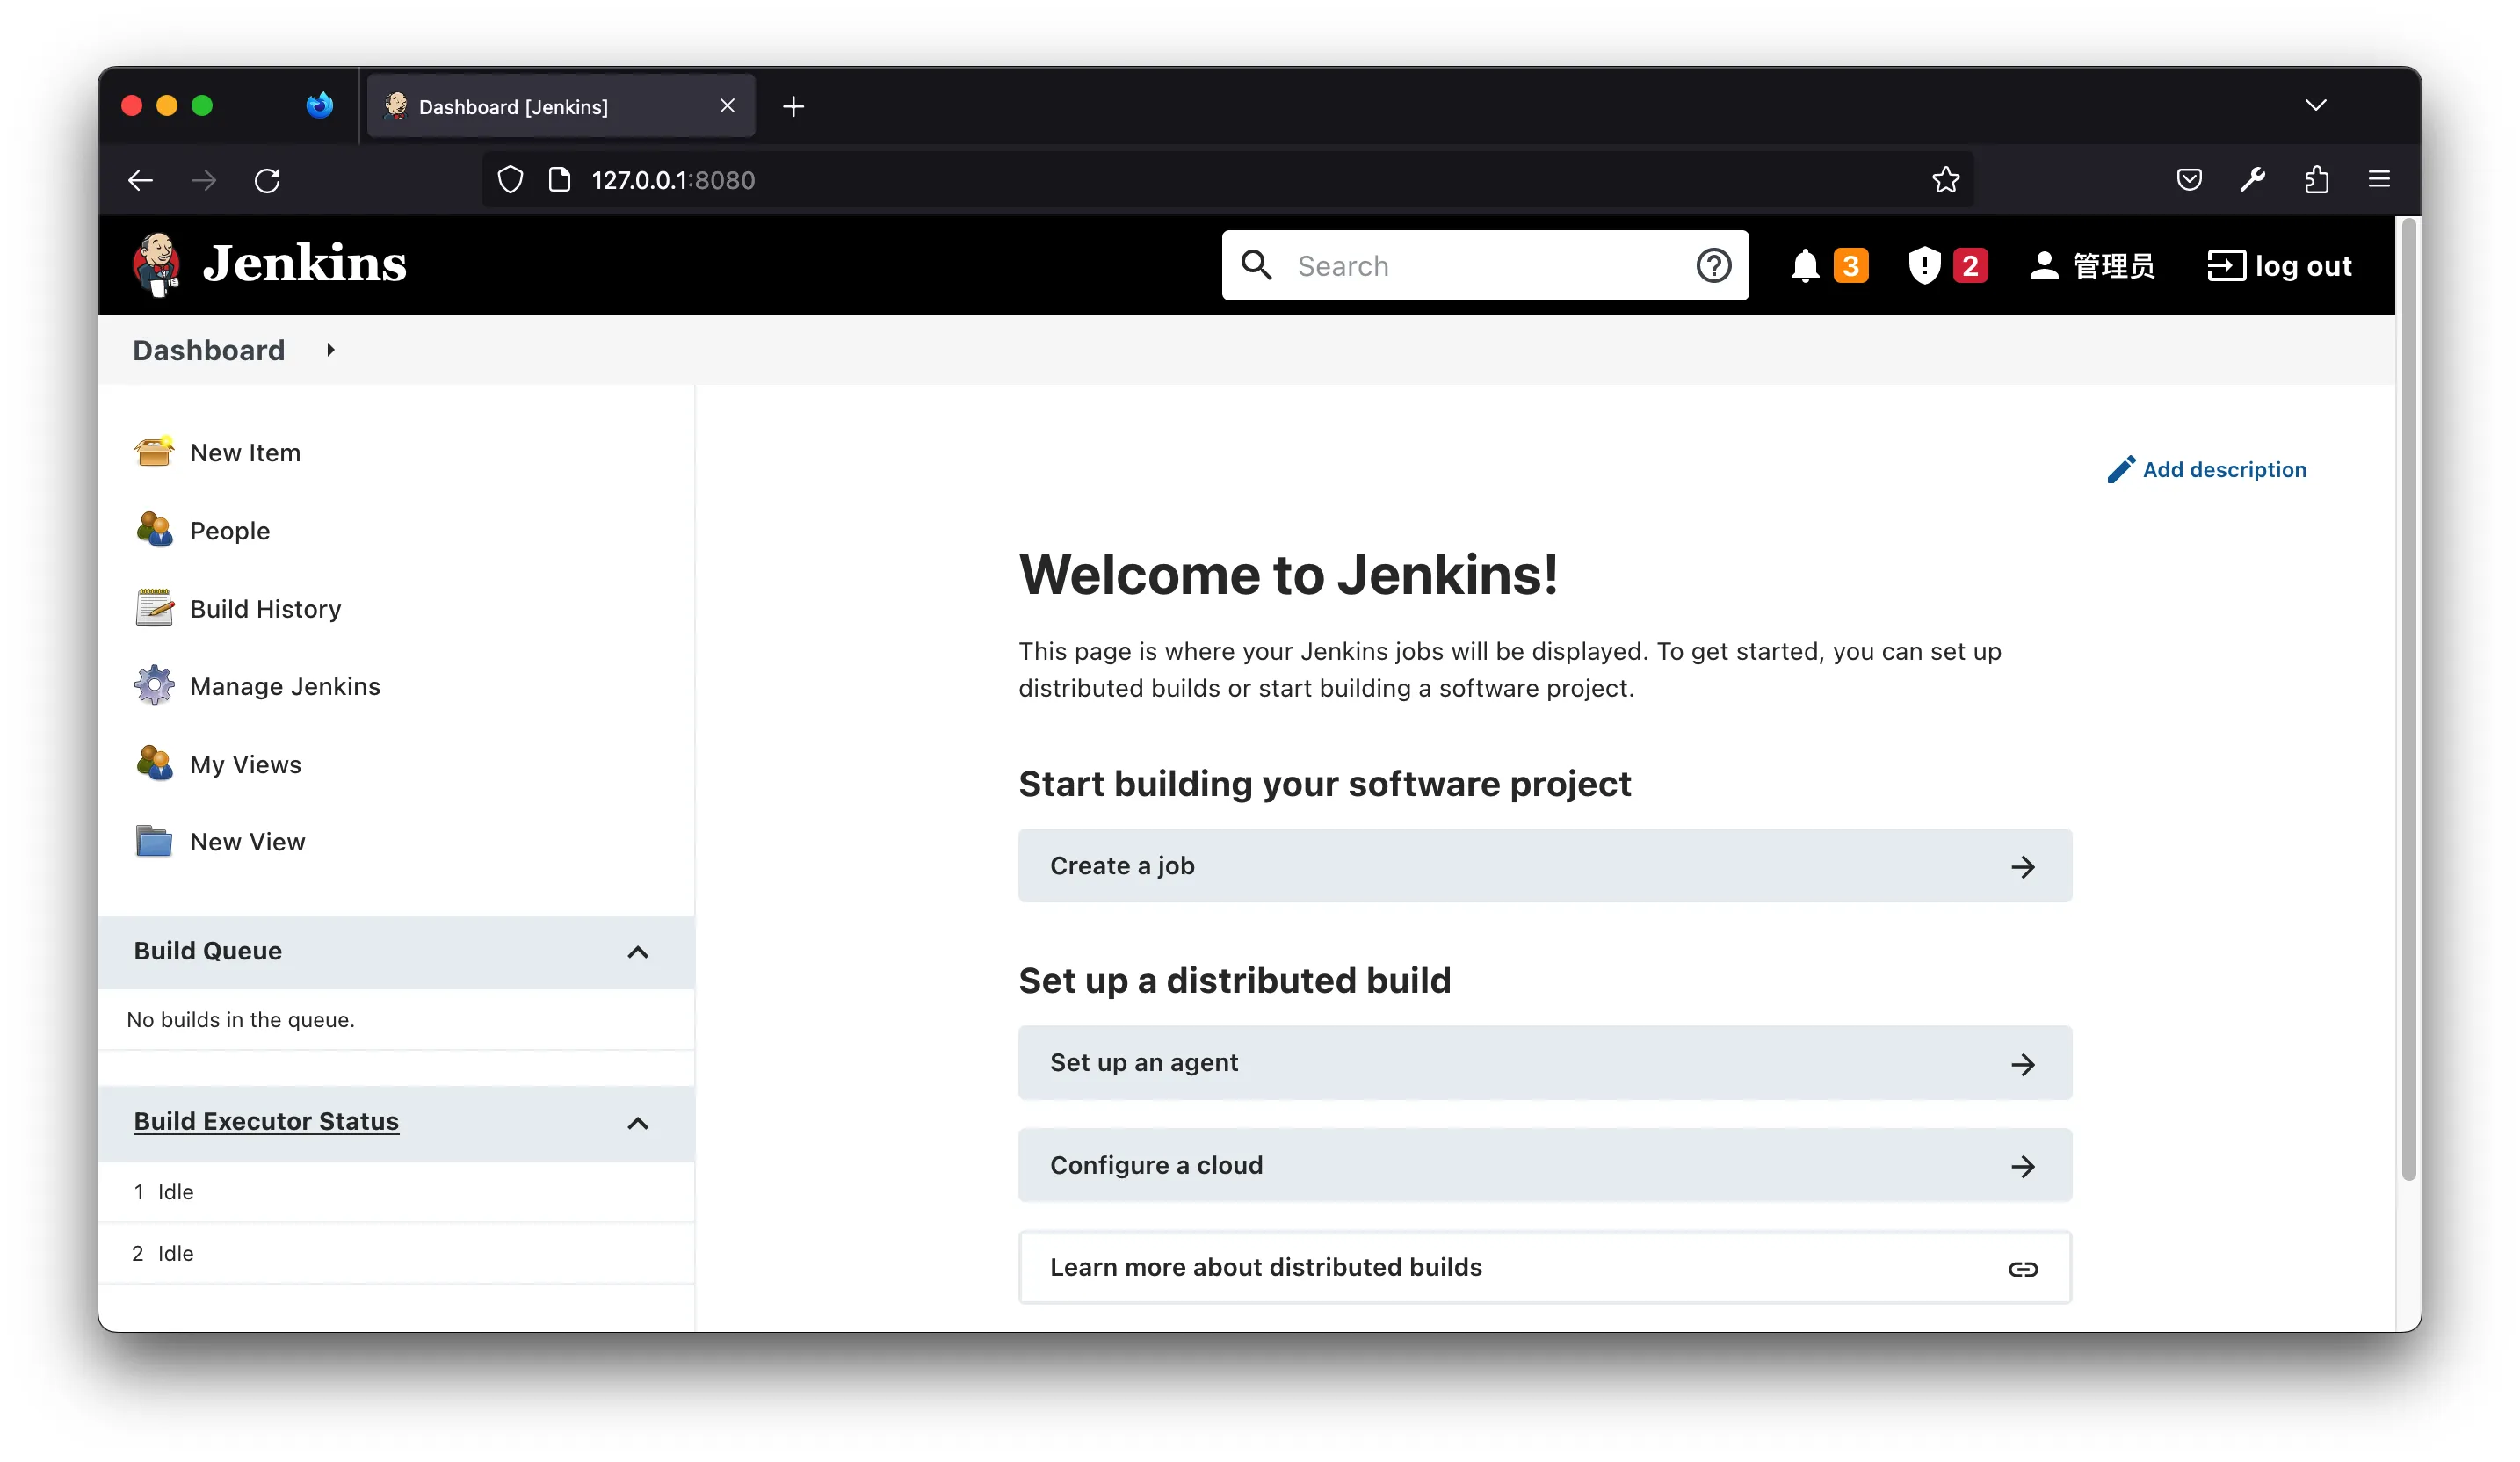 Dashboard [Jenkins]
127.0.0.1:8080
Jenkins
Search
3
2
管理员
log out
Dashboard
New Item
People
Build History
Manage Jenkins
My Views
New View
Build Queue
No builds in the queue.
Build Executor Status
1 Idle
2 Idle
Add description
Welcome to Jenkins!
This page is where your Jenkins jobs will be displayed. To get started, you can set up
distributed builds or start building a software project.
Start building your software project
Create a job
Set up a distributed build
Set up an agent
Configure a cloud
Learn more about distributed builds